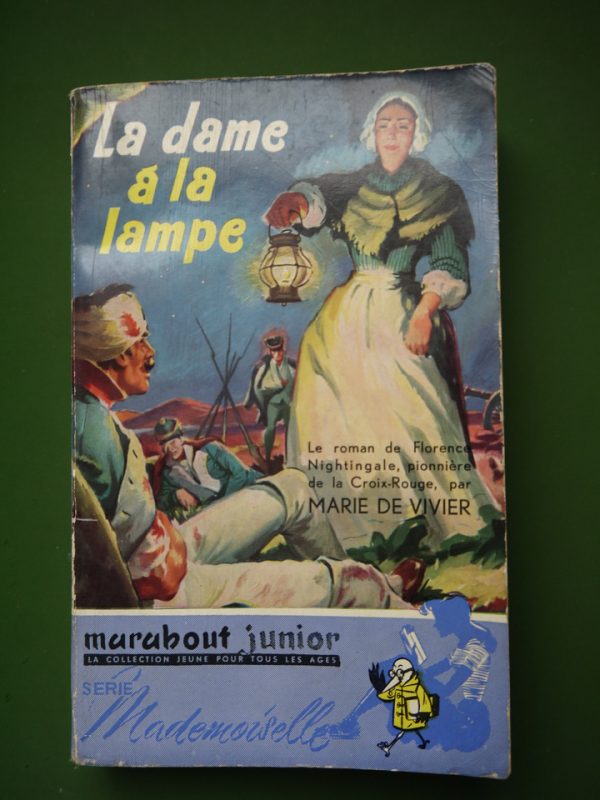 La dame
à la
lampe
Le roman de Florence
Nightingale, pionnière
de la Croix-Rouge, par
MARIE DE VIVIER
marabout junior
LA COLLECTION JEUNE POUR TOUS LES AGES
SERIE
Mademoiselle